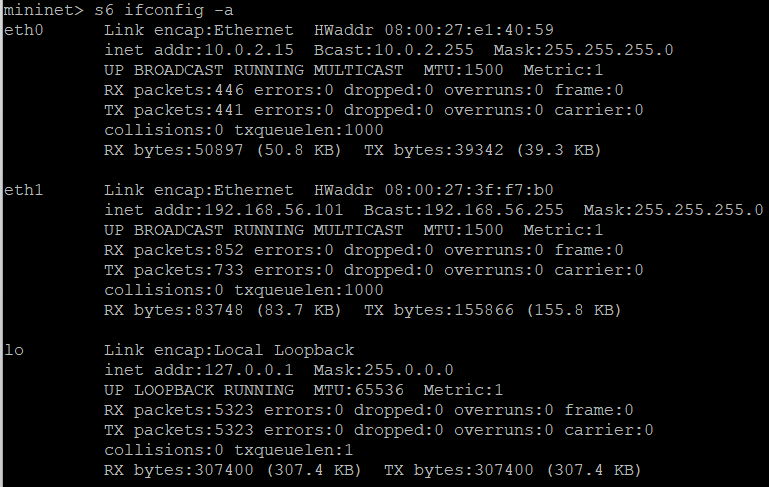 mininet> s6 ifconfig -a
eth0      Link encap:Ethernet  HWaddr 08:00:27:e1:40:59
          inet addr:10.0.2.15  Bcast:10.0.2.255  Mask:255.255.255.0
          UP BROADCAST RUNNING MULTICAST  MTU:1500  Metric:1
          RX packets:446 errors:0 dropped:0 overruns:0 frame:0
          TX packets:441 errors:0 dropped:0 overruns:0 carrier:0
          collisions:0 txqueuelen:1000
          RX bytes:50897 (50.8 KB)  TX bytes:39342 (39.3 KB)

eth1      Link encap:Ethernet  HWaddr 08:00:27:3f:f7:b0
          inet addr:192.168.56.101  Bcast:192.168.56.255  Mask:255.255.255.0
          UP BROADCAST RUNNING MULTICAST  MTU:1500  Metric:1
          RX packets:852 errors:0 dropped:0 overruns:0 frame:0
          TX packets:733 errors:0 dropped:0 overruns:0 carrier:0
          collisions:0 txqueuelen:1000
          RX bytes:83748 (83.7 KB)  TX bytes:155866 (155.8 KB)

lo        Link encap:Local Loopback
          inet addr:127.0.0.1  Mask:255.0.0.0
          UP LOOPBACK RUNNING  MTU:65536  Metric:1
          RX packets:5323 errors:0 dropped:0 overruns:0 frame:0
          TX packets:5323 errors:0 dropped:0 overruns:0 carrier:0
          collisions:0 txqueuelen:1
          RX bytes:307400 (307.4 KB)  TX bytes:307400 (307.4 KB)